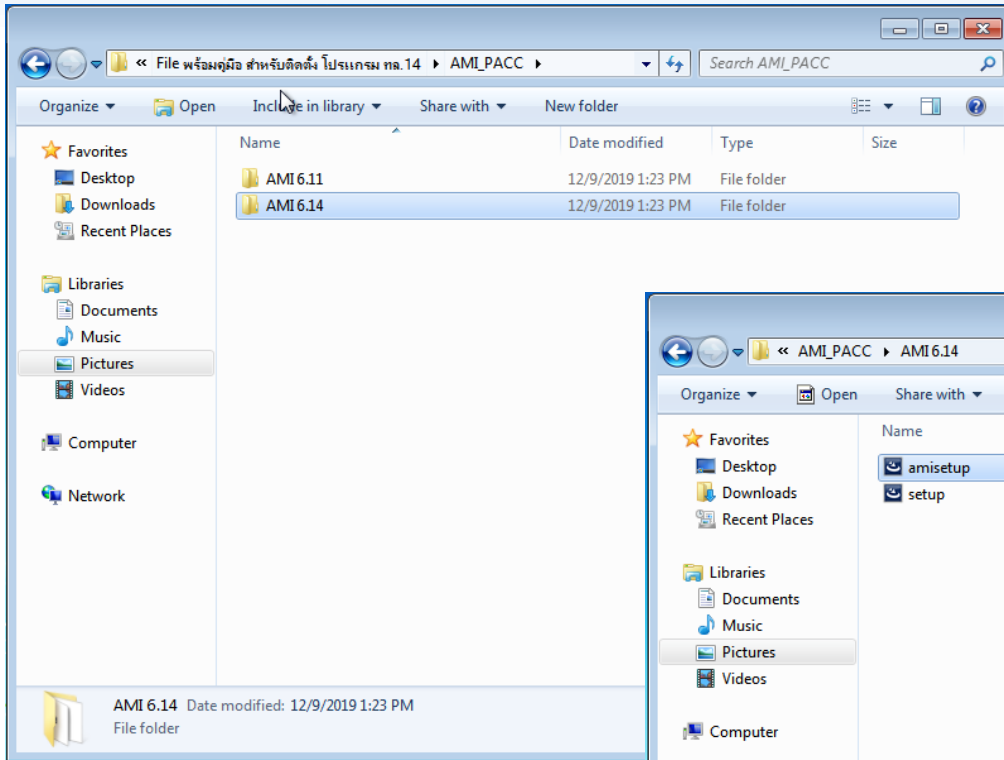 « File พร้อมคู่มือ สำหรับติดตั้ง โปรแกรม ทล.14 ▸ AMI_PACC ▸
Search AMI_PACC
Organize ▾ Open Include in library ▾ Share with ▾ New folder
Name Date modified Type Size
Favorites
Desktop
Downloads
Recent Places
Libraries
Documents
Music
Pictures
Videos
Computer
Network
AMI 6.11 12/9/2019 1:23 PM File folder
AMI 6.14 12/9/2019 1:23 PM File folder
AMI 6.14 Date modified: 12/9/2019 1:23 PM
File folder
« AMI_PACC ▸ AMI 6.14
Organize ▾ Open Share with ▾
Name
Favorites
Desktop
Downloads
Recent Places
Libraries
Documents
Music
Pictures
Videos
Computer
amisetup
setup